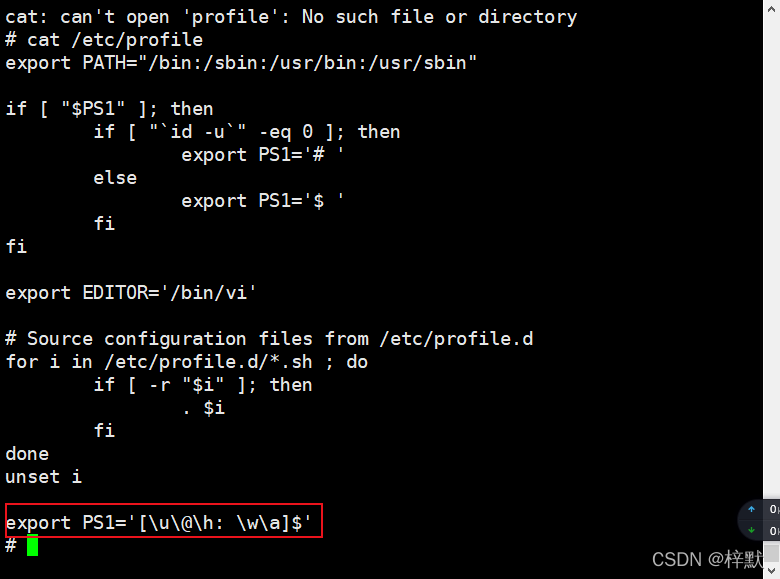 cat: can't open 'profile': No such file or directory
# cat /etc/profile
export PATH="/bin:/sbin:/usr/bin:/usr/sbin"
if [ "$PS1" ]; then
if [ "`id -u`" -eq 0 ]; then
export PS1='# '
else
export PS1='$ '
fi
fi
export EDITOR='/bin/vi'
# Source configuration files from /etc/profile.d
for i in /etc/profile.d/*.sh ; do
if [ -r "$i" ]; then
. $i
fi
done
unset i
export PS1='[\u\@\h: \w\a]$'
#
CSDN @梓默